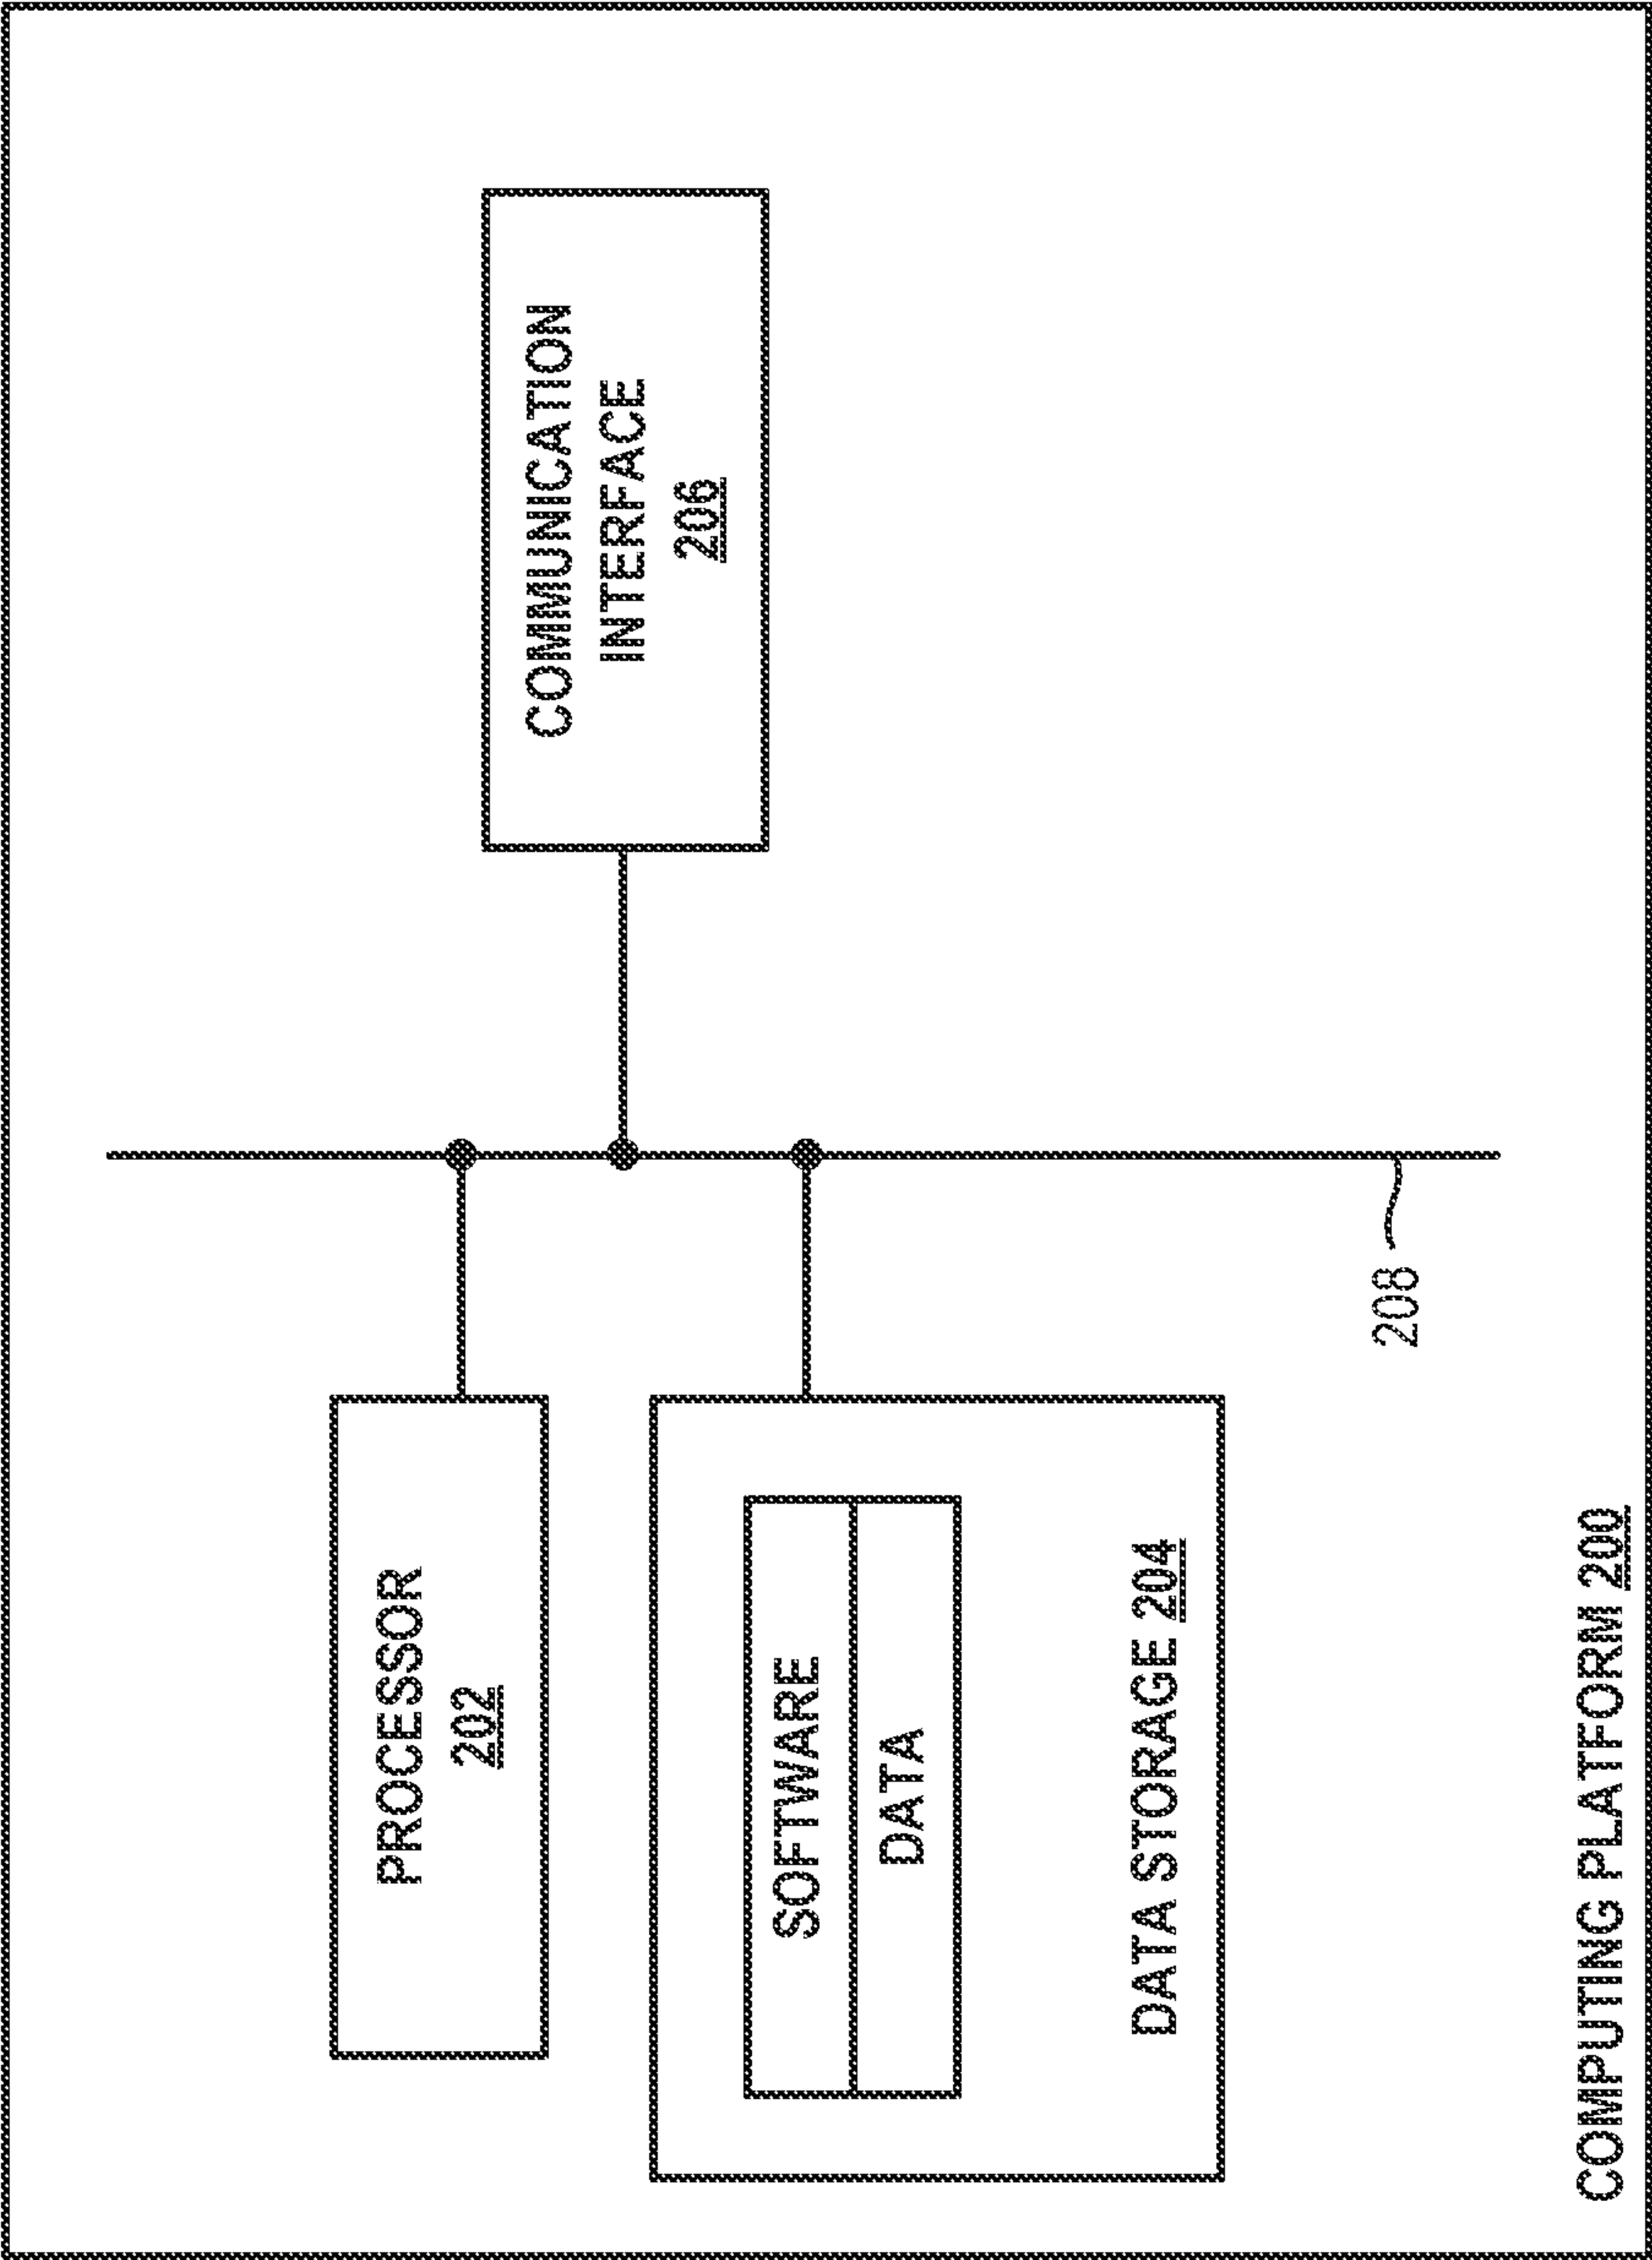 PROCESSOR
202
COMMUNICATION
INTERFACE
206
SOFTWARE
DATA
DATA STORAGE 204
208
COMPUTING PLATFORM 200